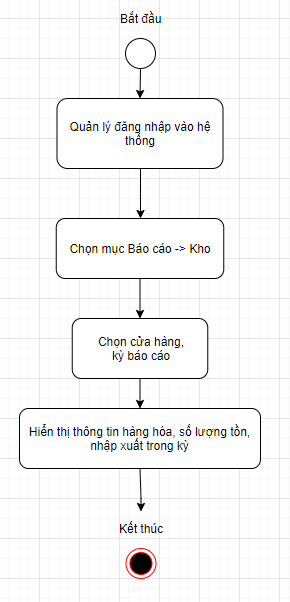 Bắt đầu
Quản lý đăng nhập vào hệ
thống
Chọn mục Báo cáo -> Kho
Chọn cửa hàng,
kỳ báo cáo
Hiển thị thông tin hàng hóa, số lượng tồn,
nhập xuất trong kỳ
Kết thúc